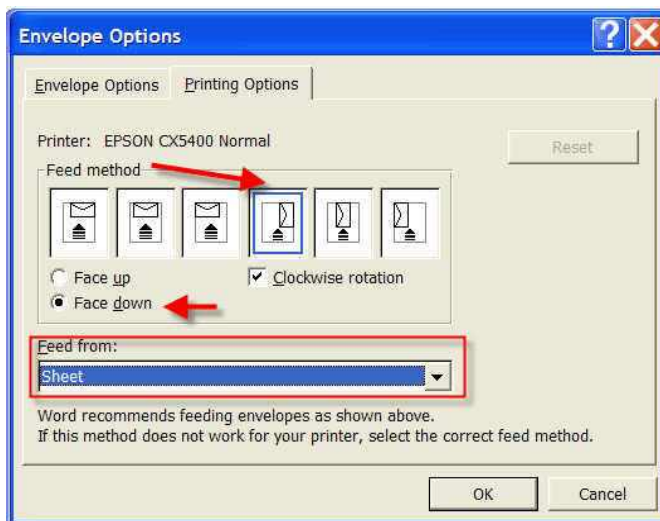 Envelope Options
Envelope Options
Printing Options
Printer: EPSON CX5400 Normal
Reset
Feed method
Face up
Clockwise rotation
Face down
Feed from:
Sheet
Word recommends feeding envelopes as shown above.
If this method does not work for your printer, select the correct feed method.
OK
Cancel